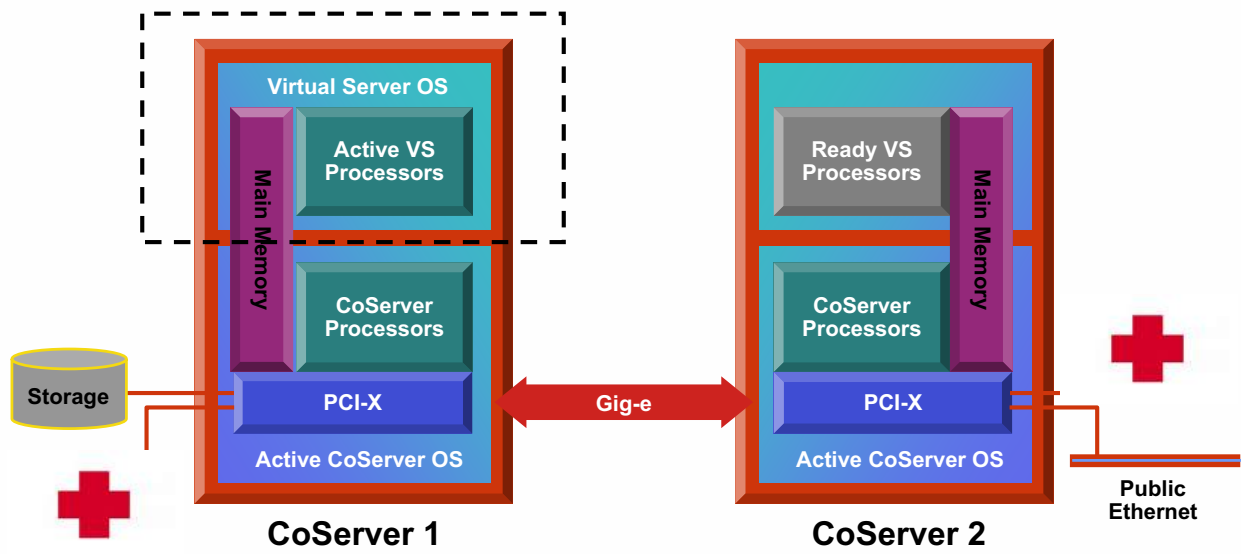 Virtual Server OS
Active VS
Processors
Main Memory
CoServer
Processors
Storage
PCI-X
Active CoServer OS
CoServer 1
Gig-e
Ready VS
Processors
Main Memory
CoServer
Processors
PCI-X
Active CoServer OS
CoServer 2
Public
Ethernet